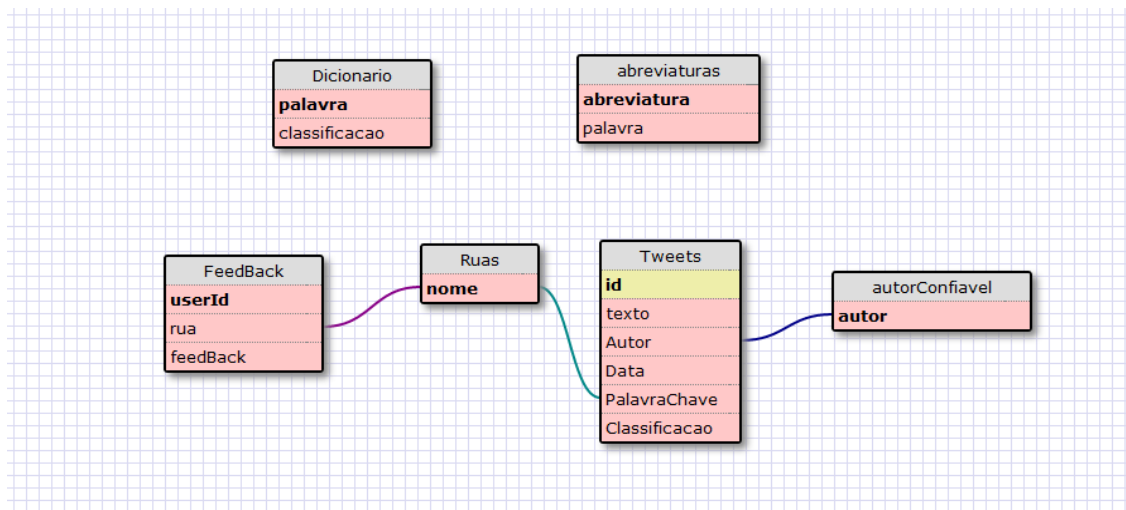 Dicionario
palavra
classificacao
abreviaturas
abreviatura
palavra
FeedBack
userId
rua
feedBack
Ruas
nome
Tweets
id
texto
Autor
Data
PalavraChave
Classificacao
autorConfiavel
autor